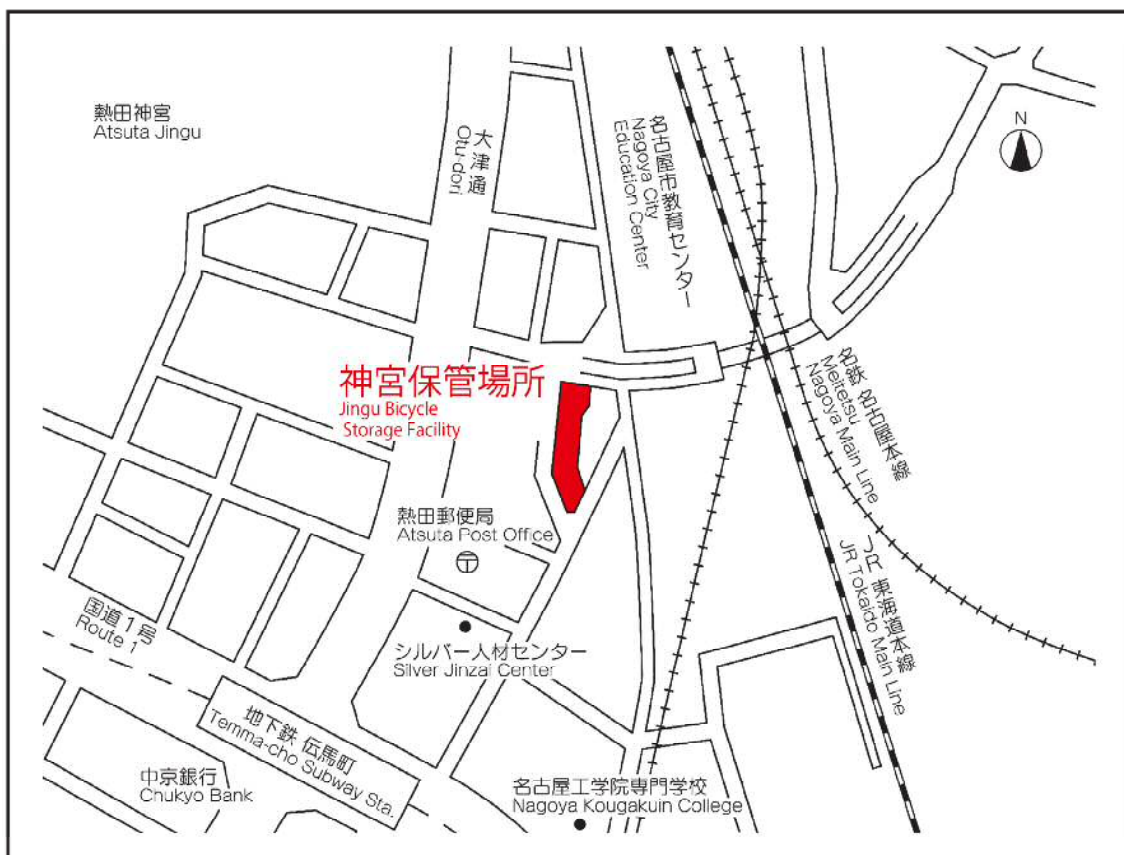 熱田神宮
Atsuta Jingu
大津通
Otu-dori
名古屋市教育センター
Nagoya City
Education Center
N
神宮保管場所
Jingu Bicycle
Storage Facility
名鉄 名古屋本線
Meitetsu
Nagoya Main Line
熱田郵便局
Atsuta Post Office
〒
JR 東海道本線
JR Tokaido Main Line
国道1号
Route 1
シルバー人材センター
Silver Jinzai Center
地下鉄 伝馬町
Temma-cho Subway Sta.
中京銀行
Chukyo Bank
名古屋工学院専門学校
Nagoya Kougakuin College